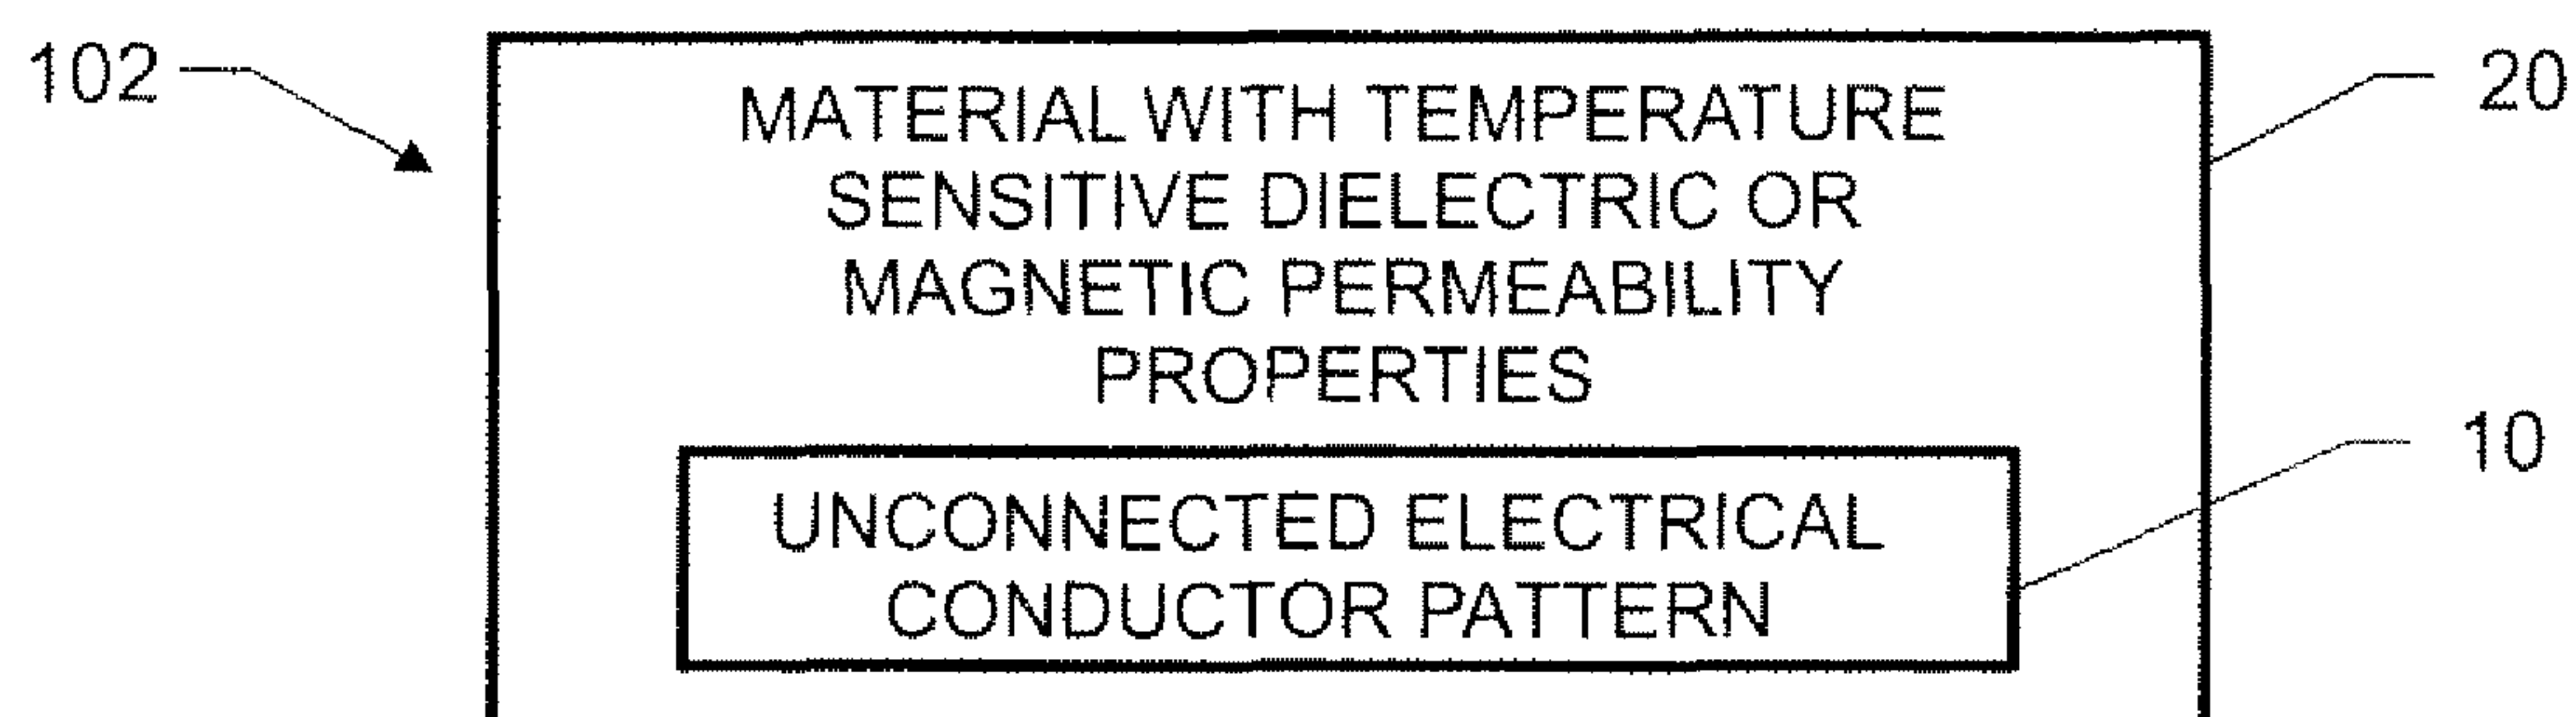 102
MATERIAL WITH TEMPERATURE
20
SENSITIVE DIELECTRIC OR
MAGNETIC PERMEABILITY
PROPERTIES
10
UNCONNECTED ELECTRICAL
CONDUCTOR PATTERN